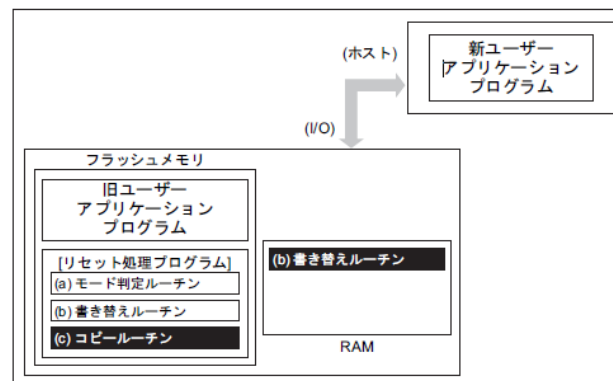 (ホスト)
新ユーザー
アプリケーション
プログラム
(I/O)
フラッシュメモリ
旧ユーザー
アプリケーション
プログラム
[リセット処理プログラム]
(a) モード判定ルーチン
(b) 書き替えルーチン
(c) コピールーチン
(b) 書き替えルーチン
RAM